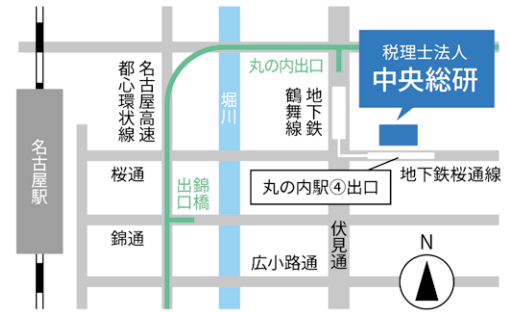 税理士法人
中央総研
丸の内出口
名古屋高速
都心環状線
堀川
地下鉄
鶴舞線
名古屋駅
桜通
地下鉄桜通線
丸の内駅④出口
錦橋
出口
錦通
伏見通
広小路通
N